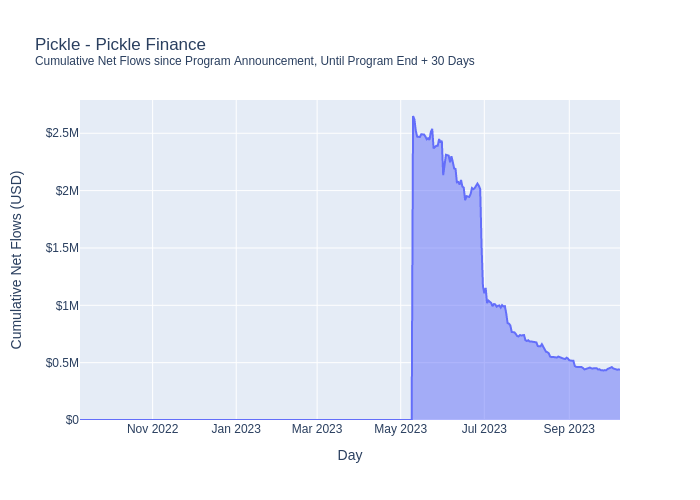 Pickle - Pickle Finance
Cumulative Net Flows since Program Announcement, Until Program End + 30 Days
Cumulative Net Flows (USD)
$2.5M
$2M
$1.5M
$1M
$0.5M
$0
Nov 2022 Jan 2023 Mar 2023 May 2023 Jul 2023 Sep 2023
Day